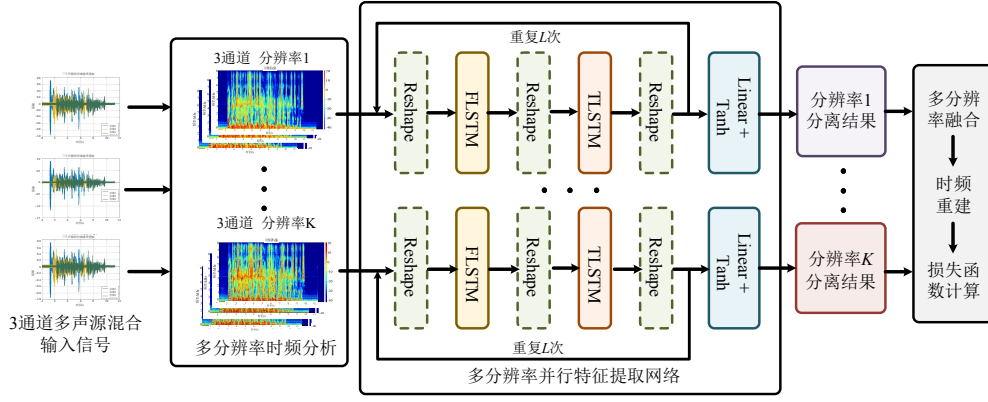 3通道多声源混合
输入信号
3通道 分辨率1
3通道 分辨率K
多分辨率时频分析
重复L次
Reshape
FLSTM
Reshape
TLSTM
Reshape
Linear +
Tanh
Reshape
FLSTM
Reshape
TLSTM
Reshape
Linear +
Tanh
重复L次
多分辨率并行特征提取网络
分辨率1
分离结果
分辨率K
分离结果
多分辨
率融合
时频
重建
损失函
数计算